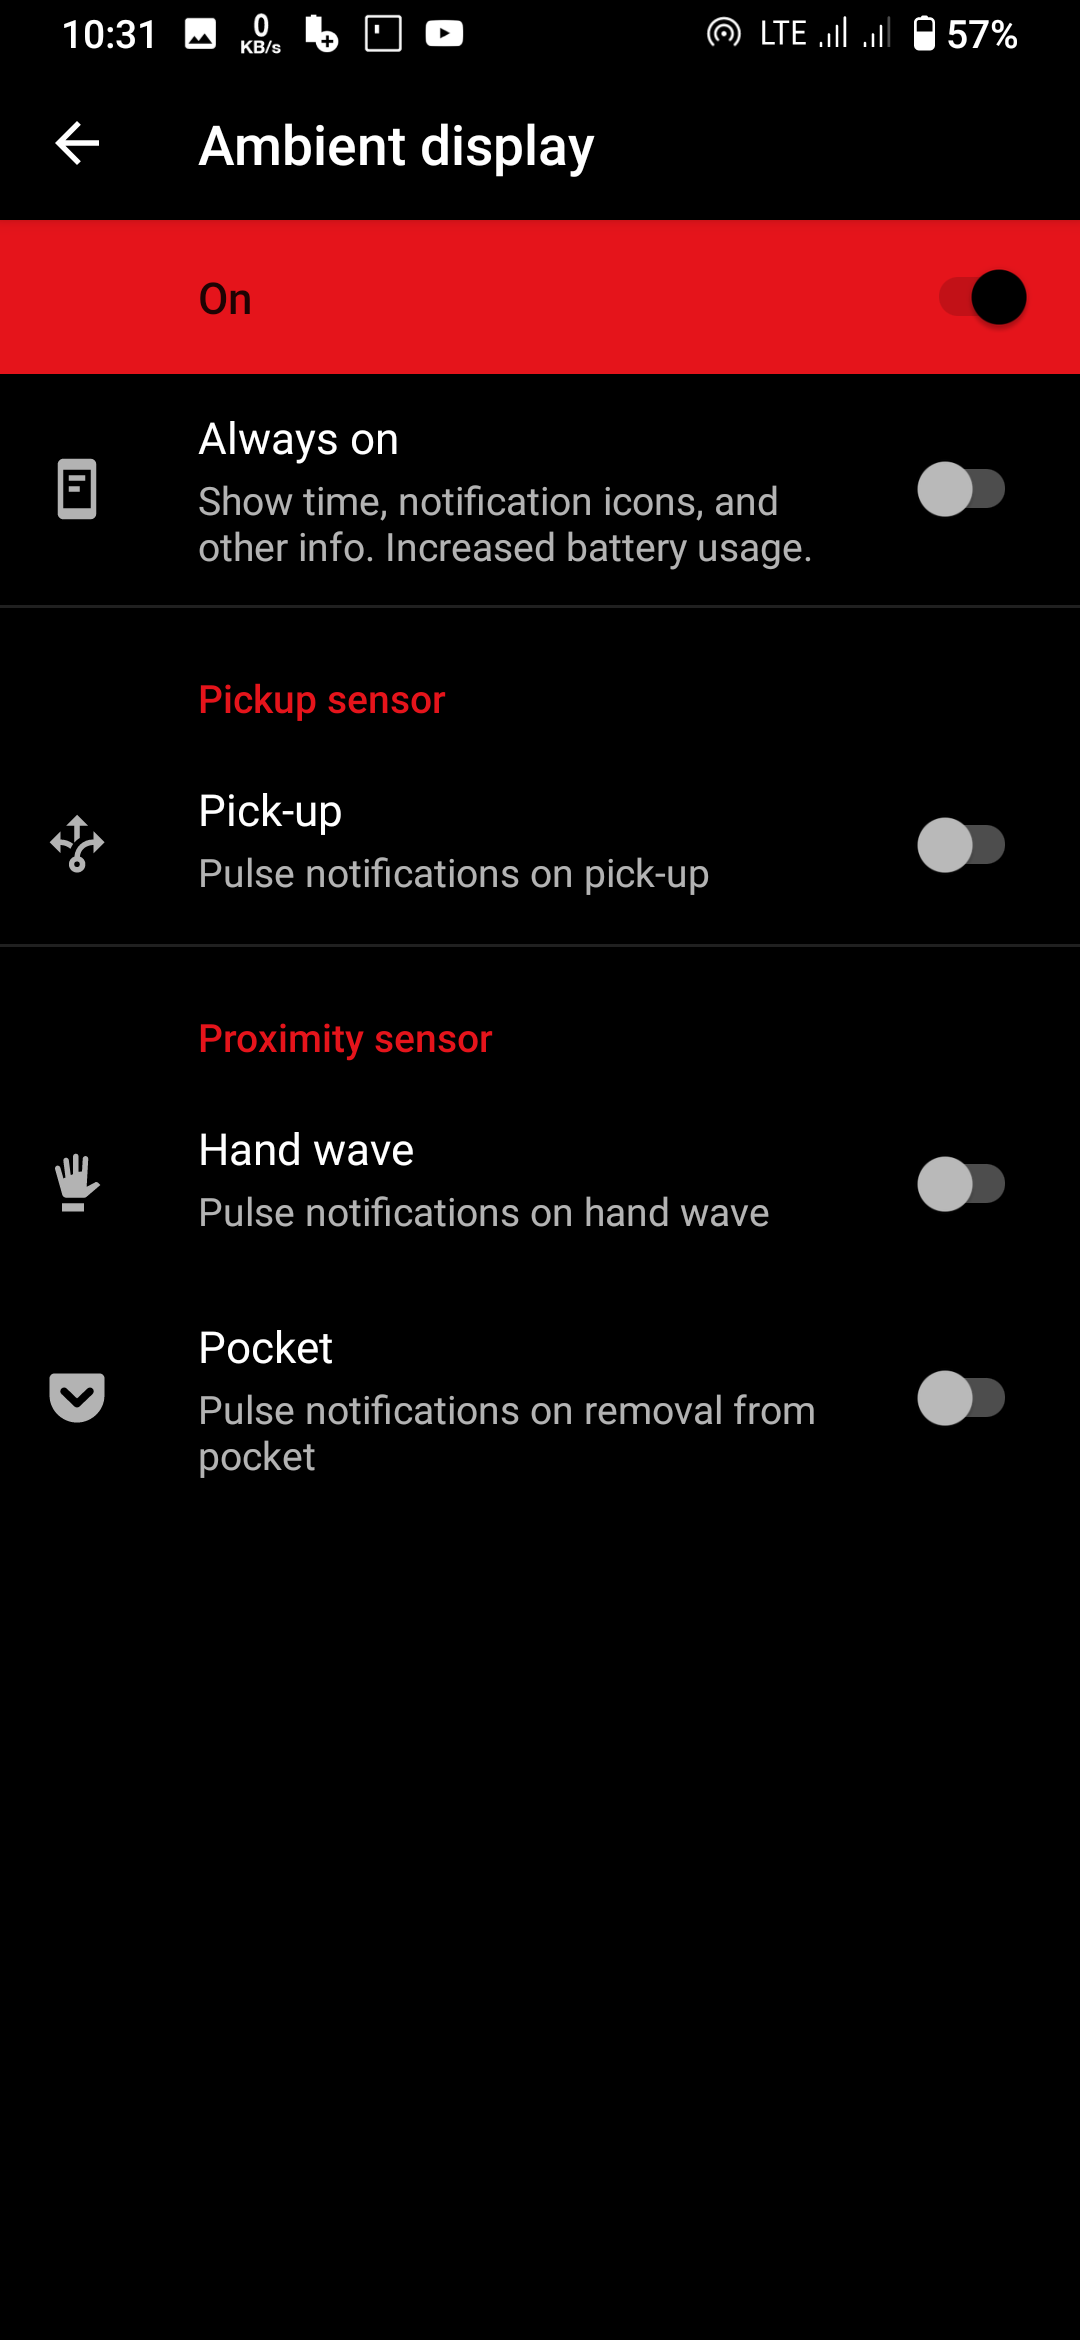 10:31 0 KB/s LTE 57%
Ambient display
On
Always on
Show time, notification icons, and
other info. Increased battery usage.
Pickup sensor
Pick-up
Pulse notifications on pick-up
Proximity sensor
Hand wave
Pulse notifications on hand wave
Pocket
Pulse notifications on removal from
pocket